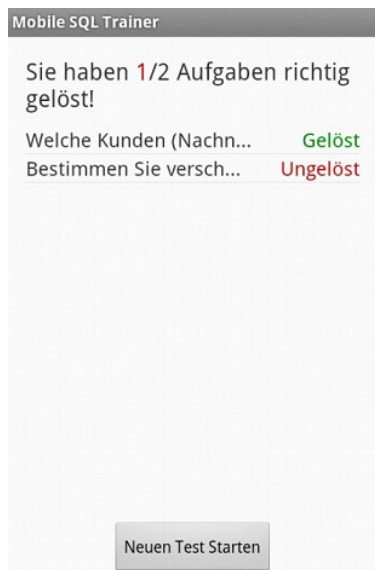 Mobile SQL Trainer
Sie haben 1/2 Aufgaben richtig
gelöst!
Welche Kunden (Nachn... Gelöst
Bestimmen Sie versch... Ungelöst
Neuen Test Starten